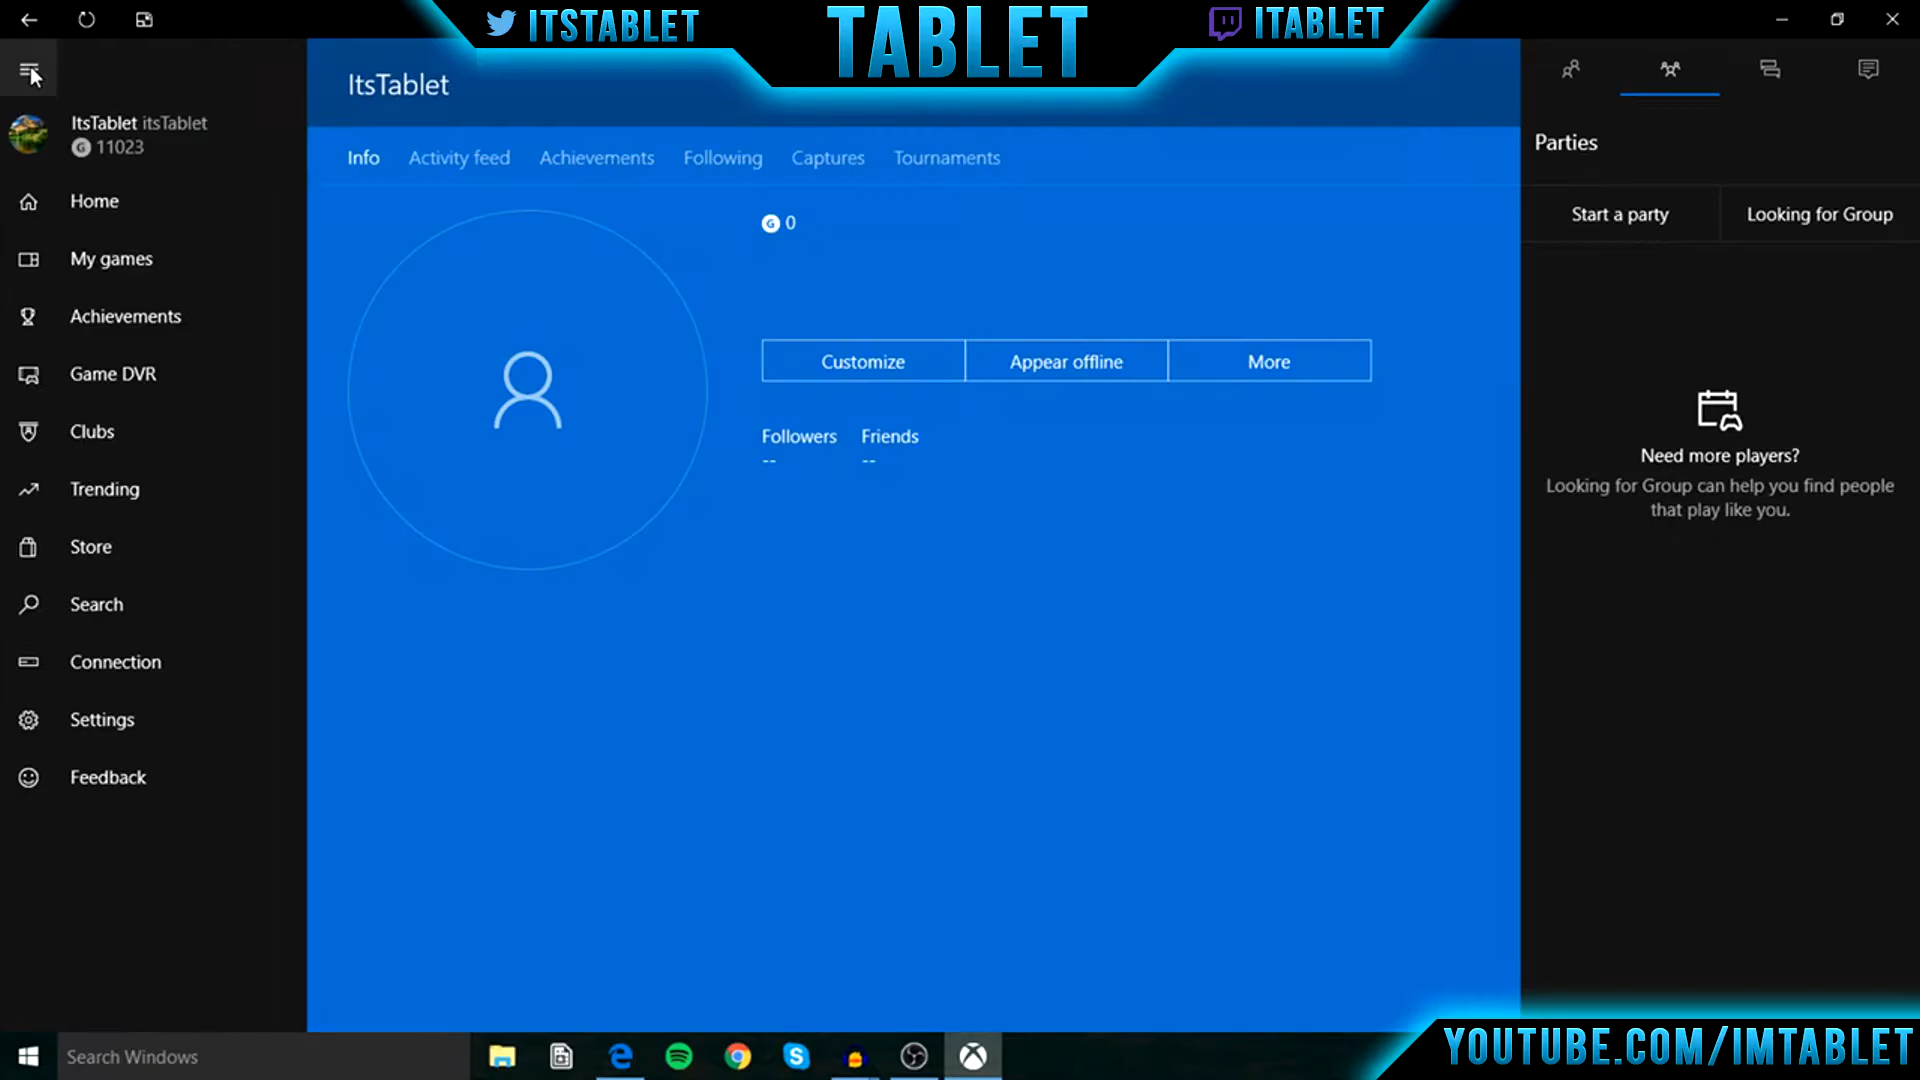 ITSTABLET
TABLET
ITABLET
ItsTablet
ItsTablet itsTablet
G 11023
Home
My games
Achievements
Game DVR
Clubs
Trending
Store
Search
Connection
Settings
Feedback
Info Activity feed Achievements Following Captures Tournaments
G 0
Customize Appear offline More
Followers Friends
-- --
Parties
Start a party Looking for Group
Need more players?
Looking for Group can help you find people
that play like you.
Search Windows
YOUTUBE.COM/IMTABLET